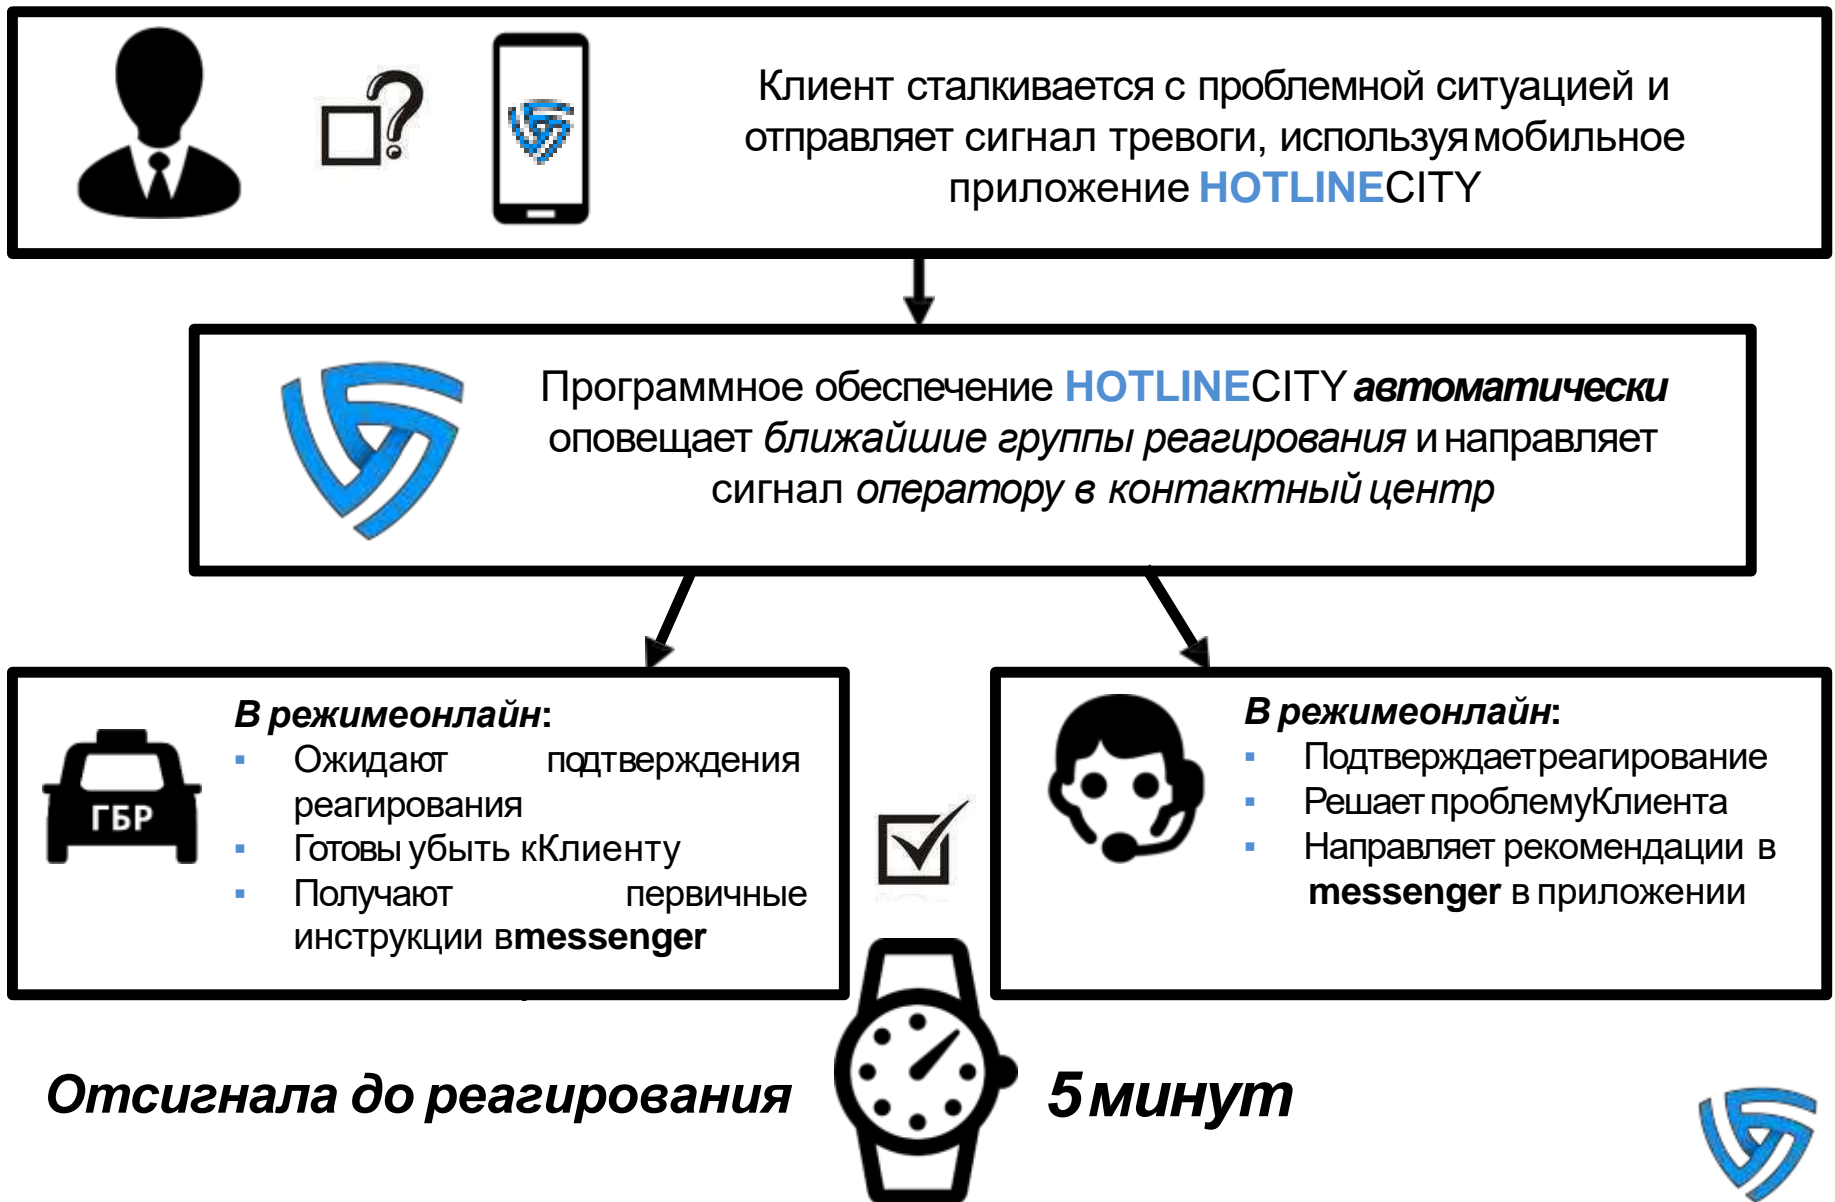 Клиент сталкивается с проблемной ситуацией и
отправляет сигнал тревоги, используя мобильное
приложение HOTLINECITY
Программное обеспечение HOTLINECITY автоматически
оповещает ближайшие группы реагирования и направляет
сигнал оператору в контактный центр
В режимеонлайн:
▪ Ожидают подтверждения
реагирования
▪ Готовы убыть кКлиенту
▪ Получают первичные
инструкции вmessenger
ГБР
В режимеонлайн:
▪ Подтверждаетреагирование
▪ Решает проблемуКлиента
▪ Направляет рекомендации в
messenger в приложении
Отсигнала до реагирования
5 минут